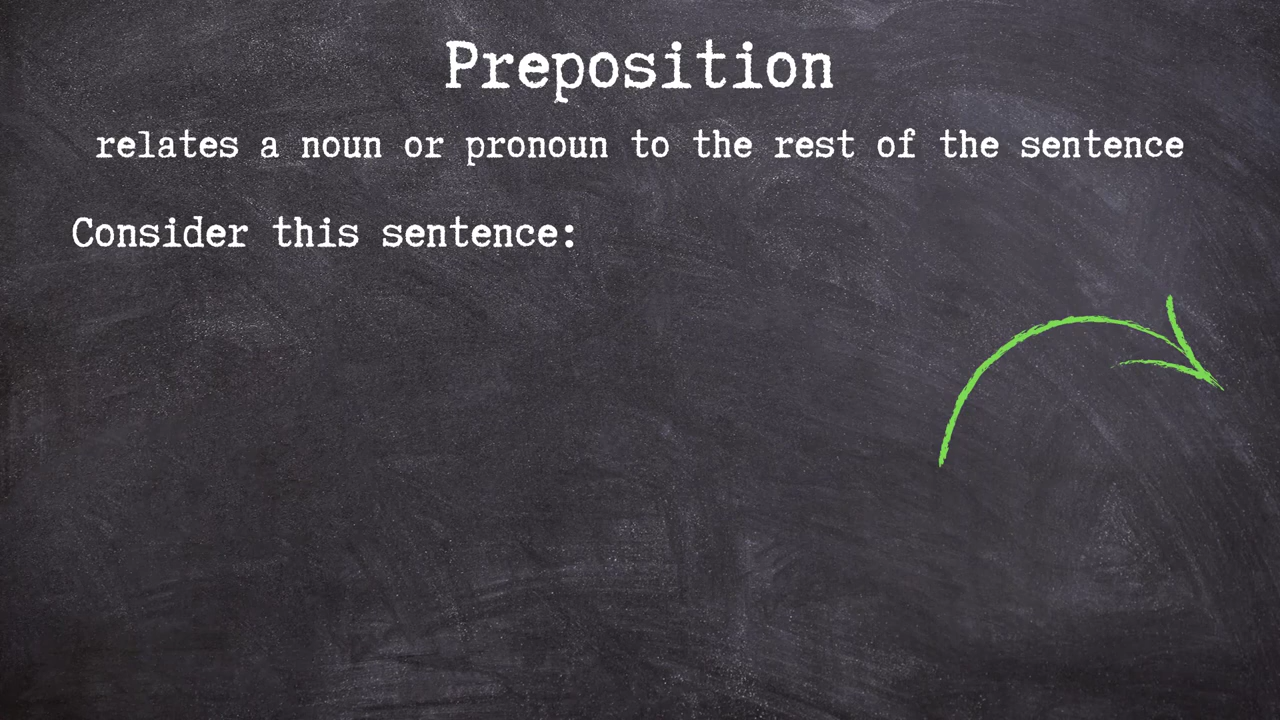 Preposition
relates a noun or pronoun to the rest of the sentence
Consider this sentence: